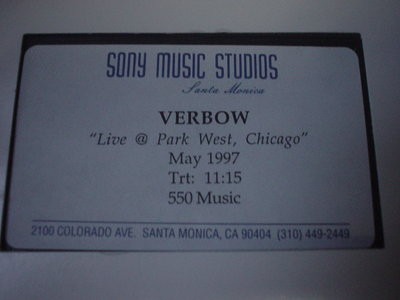 SONY MUSIC STUDIOS
Santa Monica
VERBOW
"Live @ Park West, Chicago"
May 1997
Trt: 11:15
550 Music
2100 COLORADO AVE. SANTA MONICA, CA 90404 (310) 449-2449